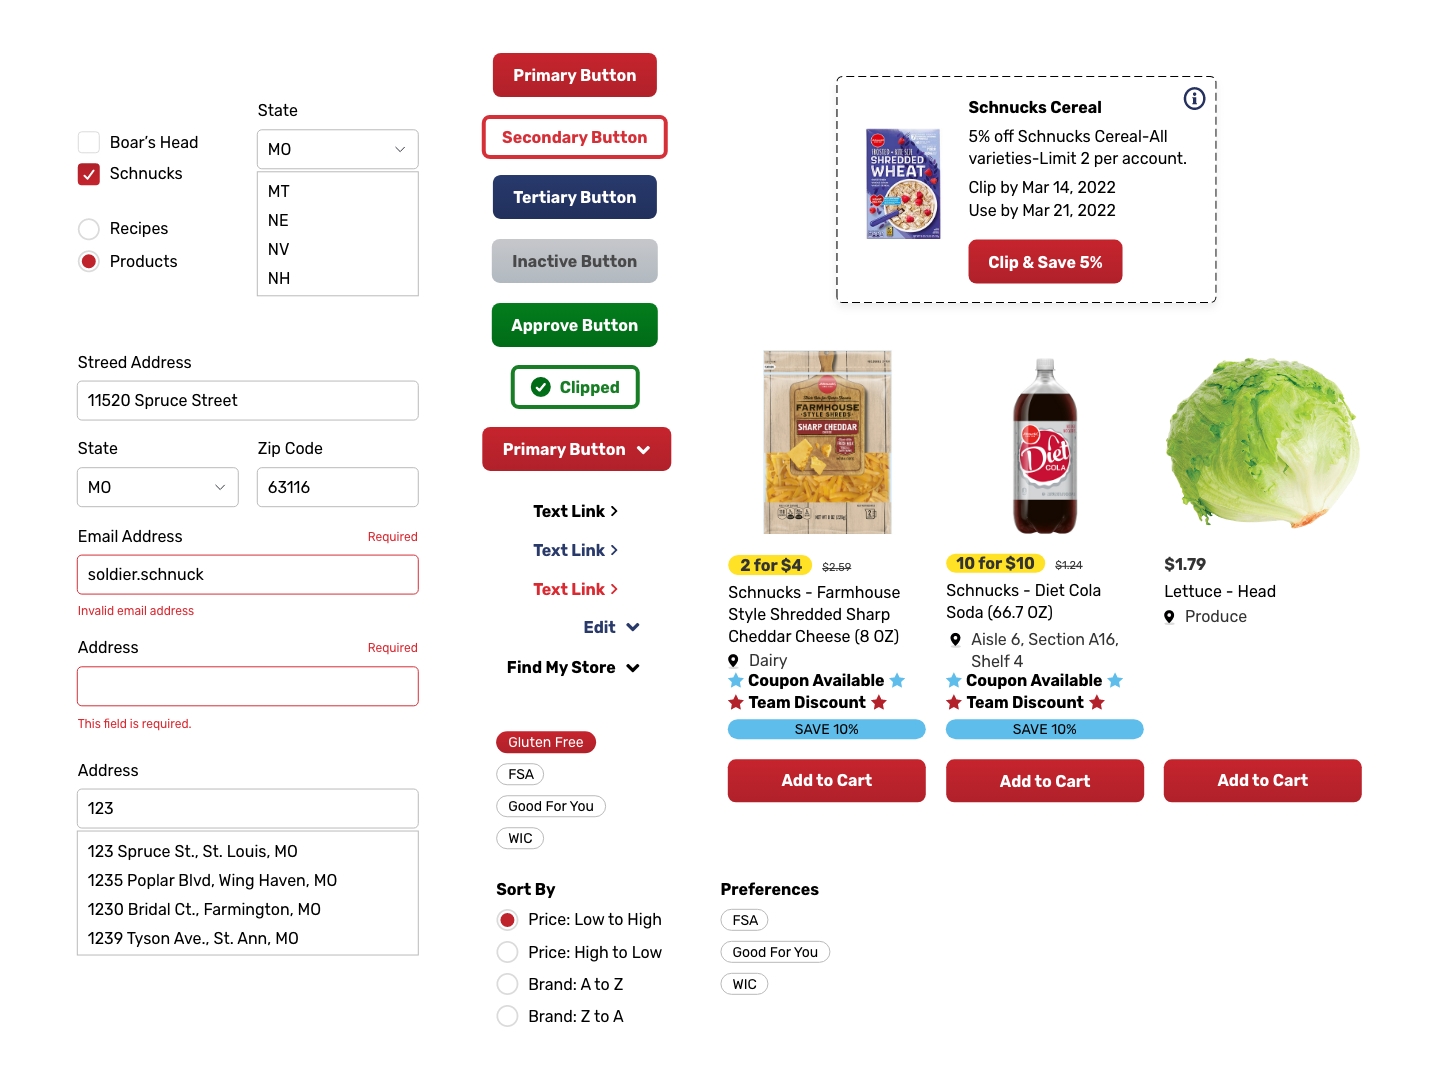 Boar’s Head
Schnucks
Recipes
Products
State
MO
MT
NE
NV
NH
Streed Address
11520 Spruce Street
State
Zip Code
MO
63116
Email Address
Required
soldier.schnuck
Invalid email address
Address
Required
This field is required.
Address
123
123 Spruce St., St. Louis, MO
1235 Poplar Blvd, Wing Haven, MO
1230 Bridal Ct., Farmington, MO
1239 Tyson Ave., St. Ann, MO
Primary Button
Secondary Button
Tertiary Button
Inactive Button
Approve Button
Clipped
Primary Button
Text Link
Text Link
Text Link
Edit
Find My Store
Gluten Free
FSA
Good For You
WIC
Sort By
Price: Low to High
Price: High to Low
Brand: A to Z
Brand: Z to A
Preferences
FSA
Good For You
WIC
SHREDDED
WHEAT
Schnucks Cereal
5% off Schnucks Cereal-All
varieties-Limit 2 per account.
Clip by Mar 14, 2022
Use by Mar 21, 2022
Clip & Save 5%
FARMHOUSE
STYLE SHREDS
SHARP CHEDDAR
2 for $4
$2.59
Schnucks - Farmhouse
Style Shredded Sharp
Cheddar Cheese (8 OZ)
Dairy
Coupon Available
Team Discount
SAVE 10%
Add to Cart
Diet
COLA
10 for $10
$1.24
Schnucks - Diet Cola
Soda (66.7 OZ)
Aisle 6, Section A16,
Shelf 4
Coupon Available
Team Discount
SAVE 10%
Add to Cart
$1.79
Lettuce - Head
Produce
Add to Cart